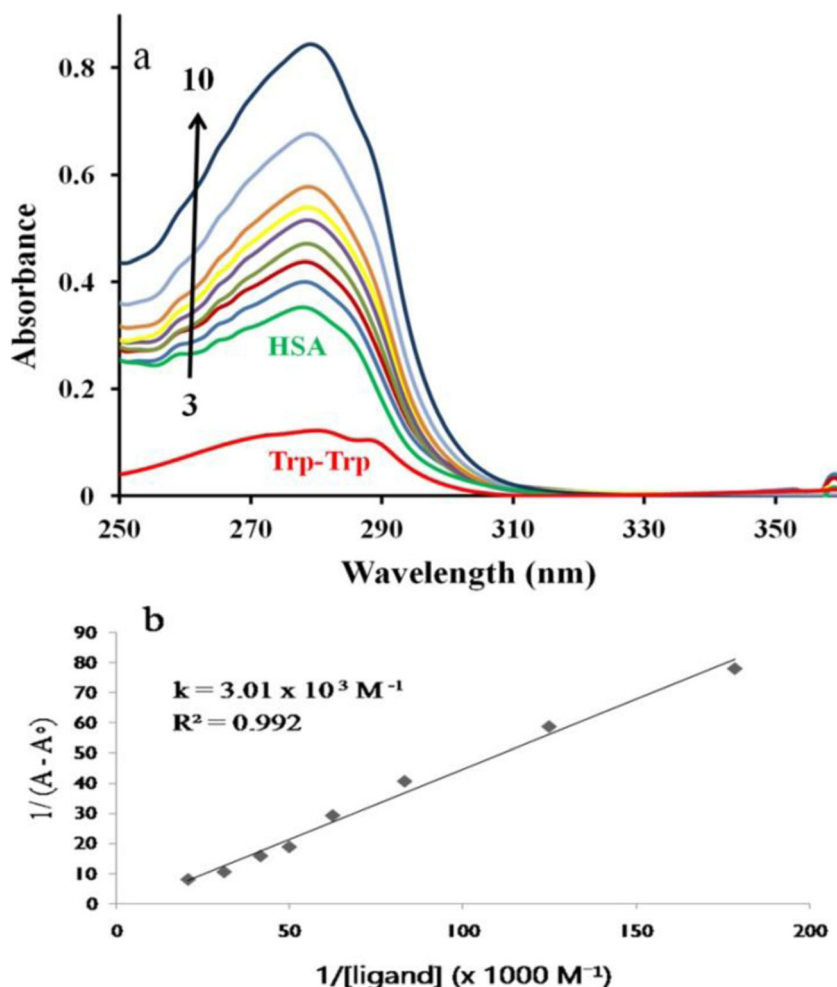 a
10
3
HSA
Trp-Trp
Absorbance
0.8
0.6
0.4
0.2
0
250 270 290 310 330 350
Wavelength (nm)
b
k = 3.01 x 10³ M⁻¹
R² = 0.992
1/(A - A°)
90
80
70
60
50
40
30
20
10
0
0 50 100 150 200
1/[ligand] (x 1000 M⁻¹)